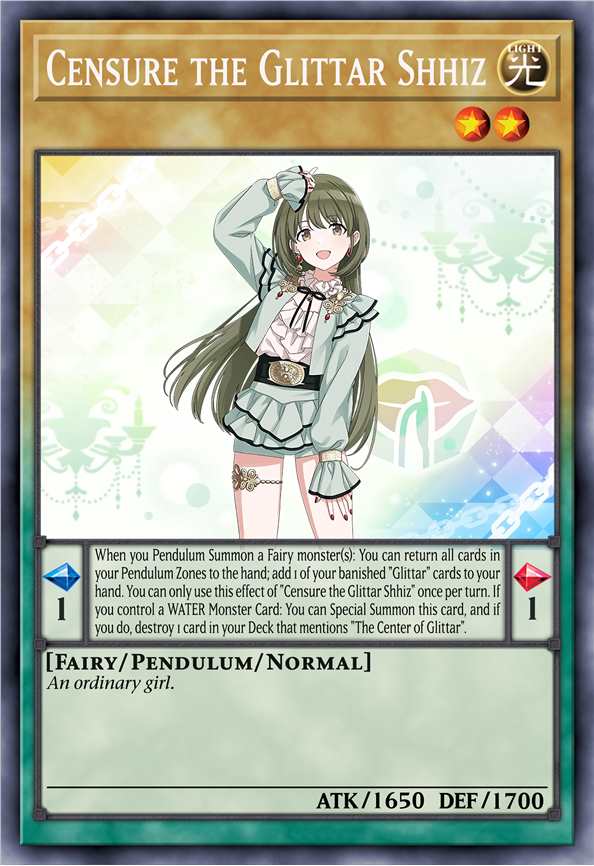 CENSURE THE GLITTAR SHHIZ
LIGHT
光
When you Pendulum Summon a Fairy monster(s): You can return all cards in
your Pendulum Zones to the hand; add 1 of your banished "Glittar" cards to your
hand. You can only use this effect of "Censure the Glittar Shhiz" once per turn. If
you control a WATER Monster Card: You can Special Summon this card, and if
you do, destroy 1 card in your Deck that mentions "The Center of Glittar".
1
1
[FAIRY/PENDULUM/NORMAL]
An ordinary girl.
ATK/1650 DEF/1700